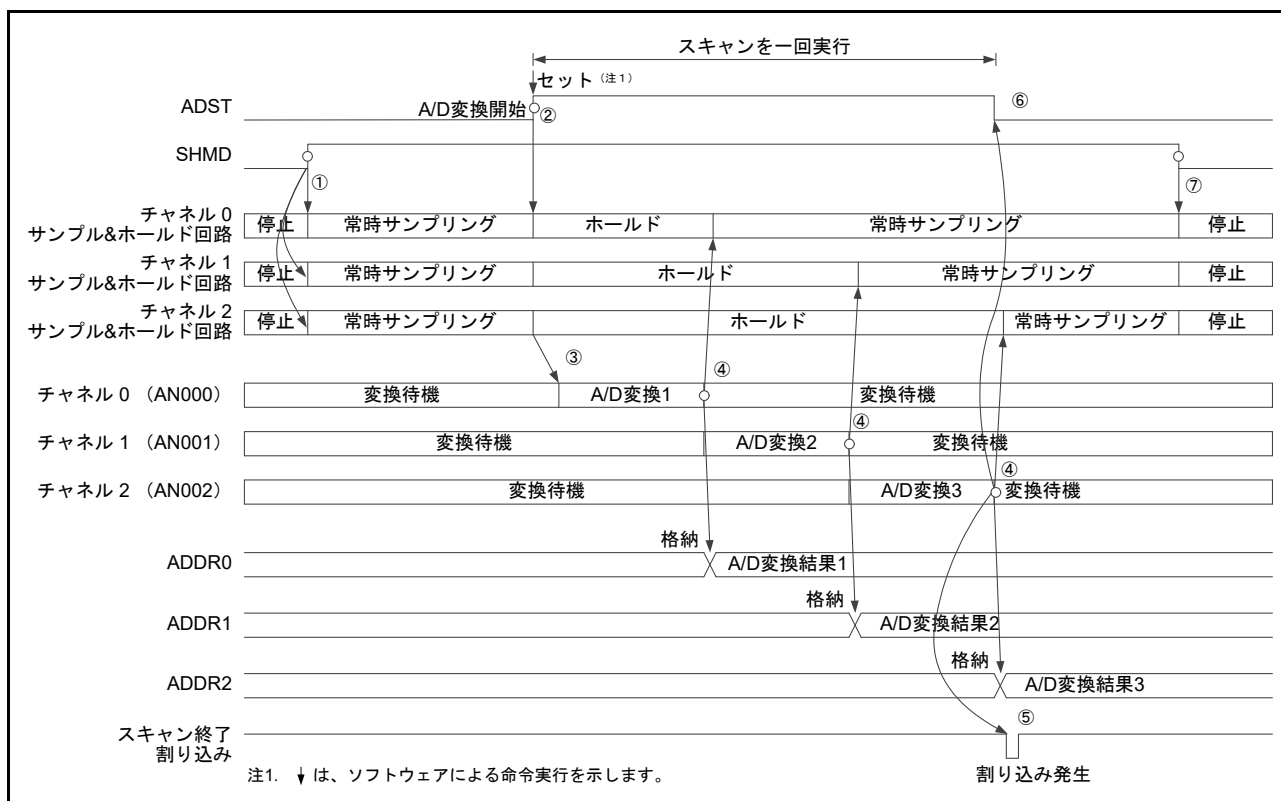 スキャンを一回実行
セット（注１）
ADST
A/D変換開始
②
⑥
SHMD
①
⑦
チャネル 0
サンプル&ホールド回路
停止
常時サンプリング
ホールド
常時サンプリング
停止
チャネル 1
サンプル&ホールド回路
停止
常時サンプリング
ホールド
常時サンプリング
停止
チャネル 2
サンプル&ホールド回路
停止
常時サンプリング
ホールド
常時サンプリング
停止
③
④
チャネル 0 （AN000）
変換待機
A/D変換1
変換待機
④
チャネル 1 （AN001）
変換待機
A/D変換2
変換待機
④
チャネル 2 （AN002）
変換待機
A/D変換3
変換待機
格納
ADDR0
A/D変換結果1
格納
ADDR1
A/D変換結果2
格納
ADDR2
A/D変換結果3
スキャン終了
割り込み
⑤
割り込み発生
注1. ↓ は、ソフトウェアによる命令実行を示します。